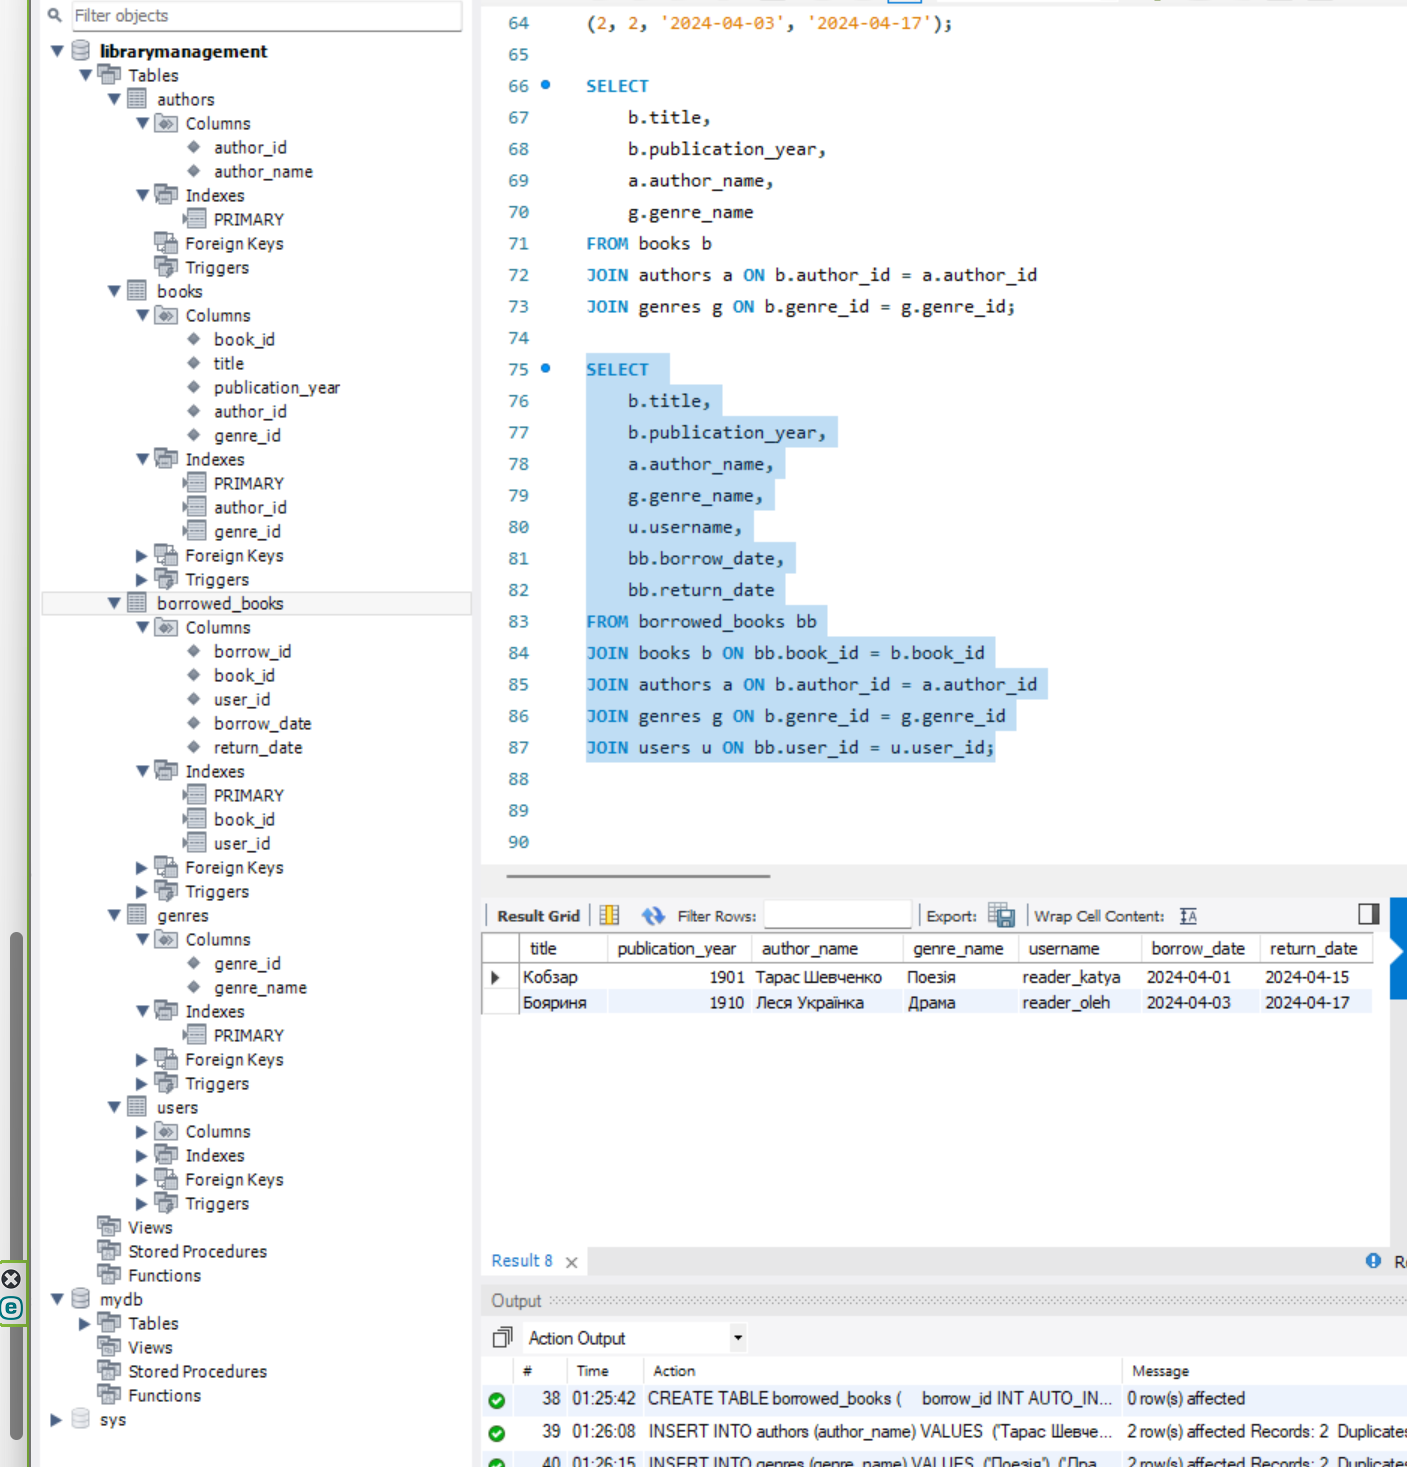 Filter objects
librarymanagement
Tables
authors
Columns
author_id
author_name
Indexes
PRIMARY
Foreign Keys
Triggers
books
Columns
book_id
title
publication_year
author_id
genre_id
Indexes
PRIMARY
author_id
genre_id
Foreign Keys
Triggers
borrowed_books
Columns
borrow_id
book_id
user_id
borrow_date
return_date
Indexes
PRIMARY
book_id
user_id
Foreign Keys
Triggers
genres
Columns
genre_id
genre_name
Indexes
PRIMARY
Foreign Keys
Triggers
users
Columns
Indexes
Foreign Keys
Triggers
Views
Stored Procedures
Functions
mydb
Tables
Views
Stored Procedures
Functions
sys
64 (2, 2, '2024-04-03', '2024-04-17');
65
66 SELECT
67 b.title,
68 b.publication_year,
69 a.author_name,
70 g.genre_name
71 FROM books b
72 JOIN authors a ON b.author_id = a.author_id
73 JOIN genres g ON b.genre_id = g.genre_id;
74
75 SELECT
76 b.title,
77 b.publication_year,
78 a.author_name,
79 g.genre_name,
80 u.username,
81 bb.borrow_date,
82 bb.return_date
83 FROM borrowed_books bb
84 JOIN books b ON bb.book_id = b.book_id
85 JOIN authors a ON b.author_id = a.author_id
86 JOIN genres g ON b.genre_id = g.genre_id
87 JOIN users u ON bb.user_id = u.user_id;
88
89
90
Result Grid Filter Rows: Export: Wrap Cell Content:
title publication_year author_name genre_name username borrow_date return_date
Кобзар 1901 Тарас Шевченко Поезія reader_katya 2024-04-01 2024-04-15
Бояриня 1910 Леся Українка Драма reader_oleh 2024-04-03 2024-04-17
Result 8
Output
Action Output
# Time Action Message
38 01:25:42 CREATE TABLE borrowed_books ( borrow_id INT AUTO_IN... 0 row(s) affected
39 01:26:08 INSERT INTO authors (author_name) VALUES ('Тарас Шевче... 2 row(s) affected Records: 2 Duplicates
40 01:26:15 INSERT INTO genres (genre_name) VALUES ('Поезія'), ('Дра... 2 row(s) affected Records: 2 Duplicates